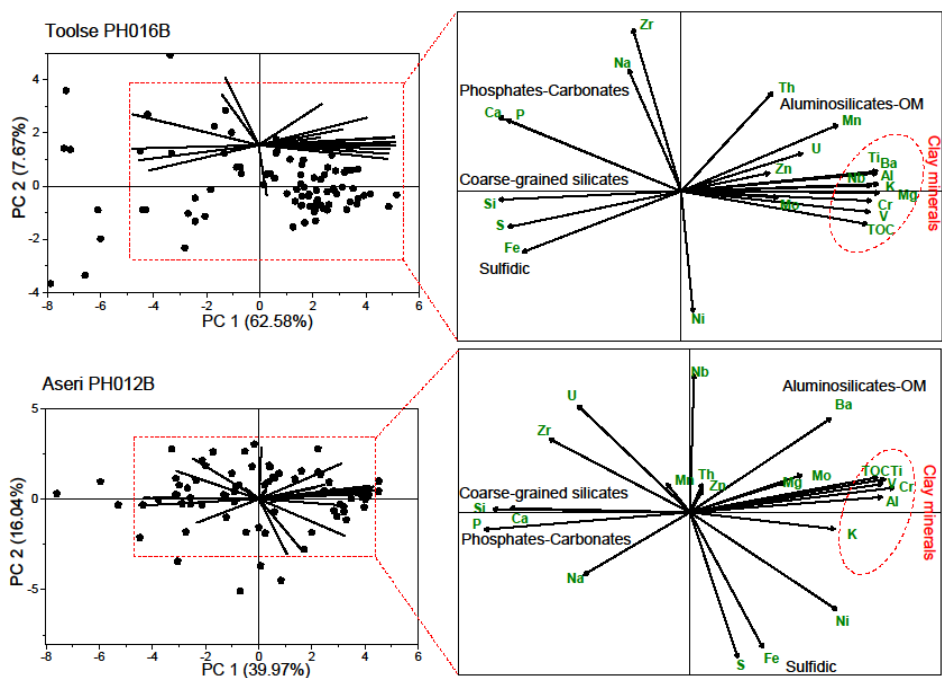 Toolse PH016B
PC 2 (7.67%)
4
2
0
-2
-4
-8
-6
-4
-2
0
2
4
6
PC 1 (62.58%)
Zr
Na
Phosphates-Carbonates
Ca
P
Th
Aluminosilicates-OM
Mn
U
Zn
Ti
Ba
Nb
Al
K
Coarse-grained silicates
Si
Mo
Mg
Cr
V
TOC
S
Fe
Sulfidic
Ni
Clay minerals
Aseri PH012B
PC 2 (16.04%)
5
0
-5
-8
-6
-4
-2
0
2
4
6
PC 1 (39.97%)
Nb
Aluminosilicates-OM
U
Ba
Zr
Mn
Th
Zn
Mg
Mo
TOC
Ti
V
Cr
Al
Coarse-grained silicates
Si
Ca
P
Phosphates-Carbonates
K
Na
Ni
S
Fe
Sulfidic
Clay minerals